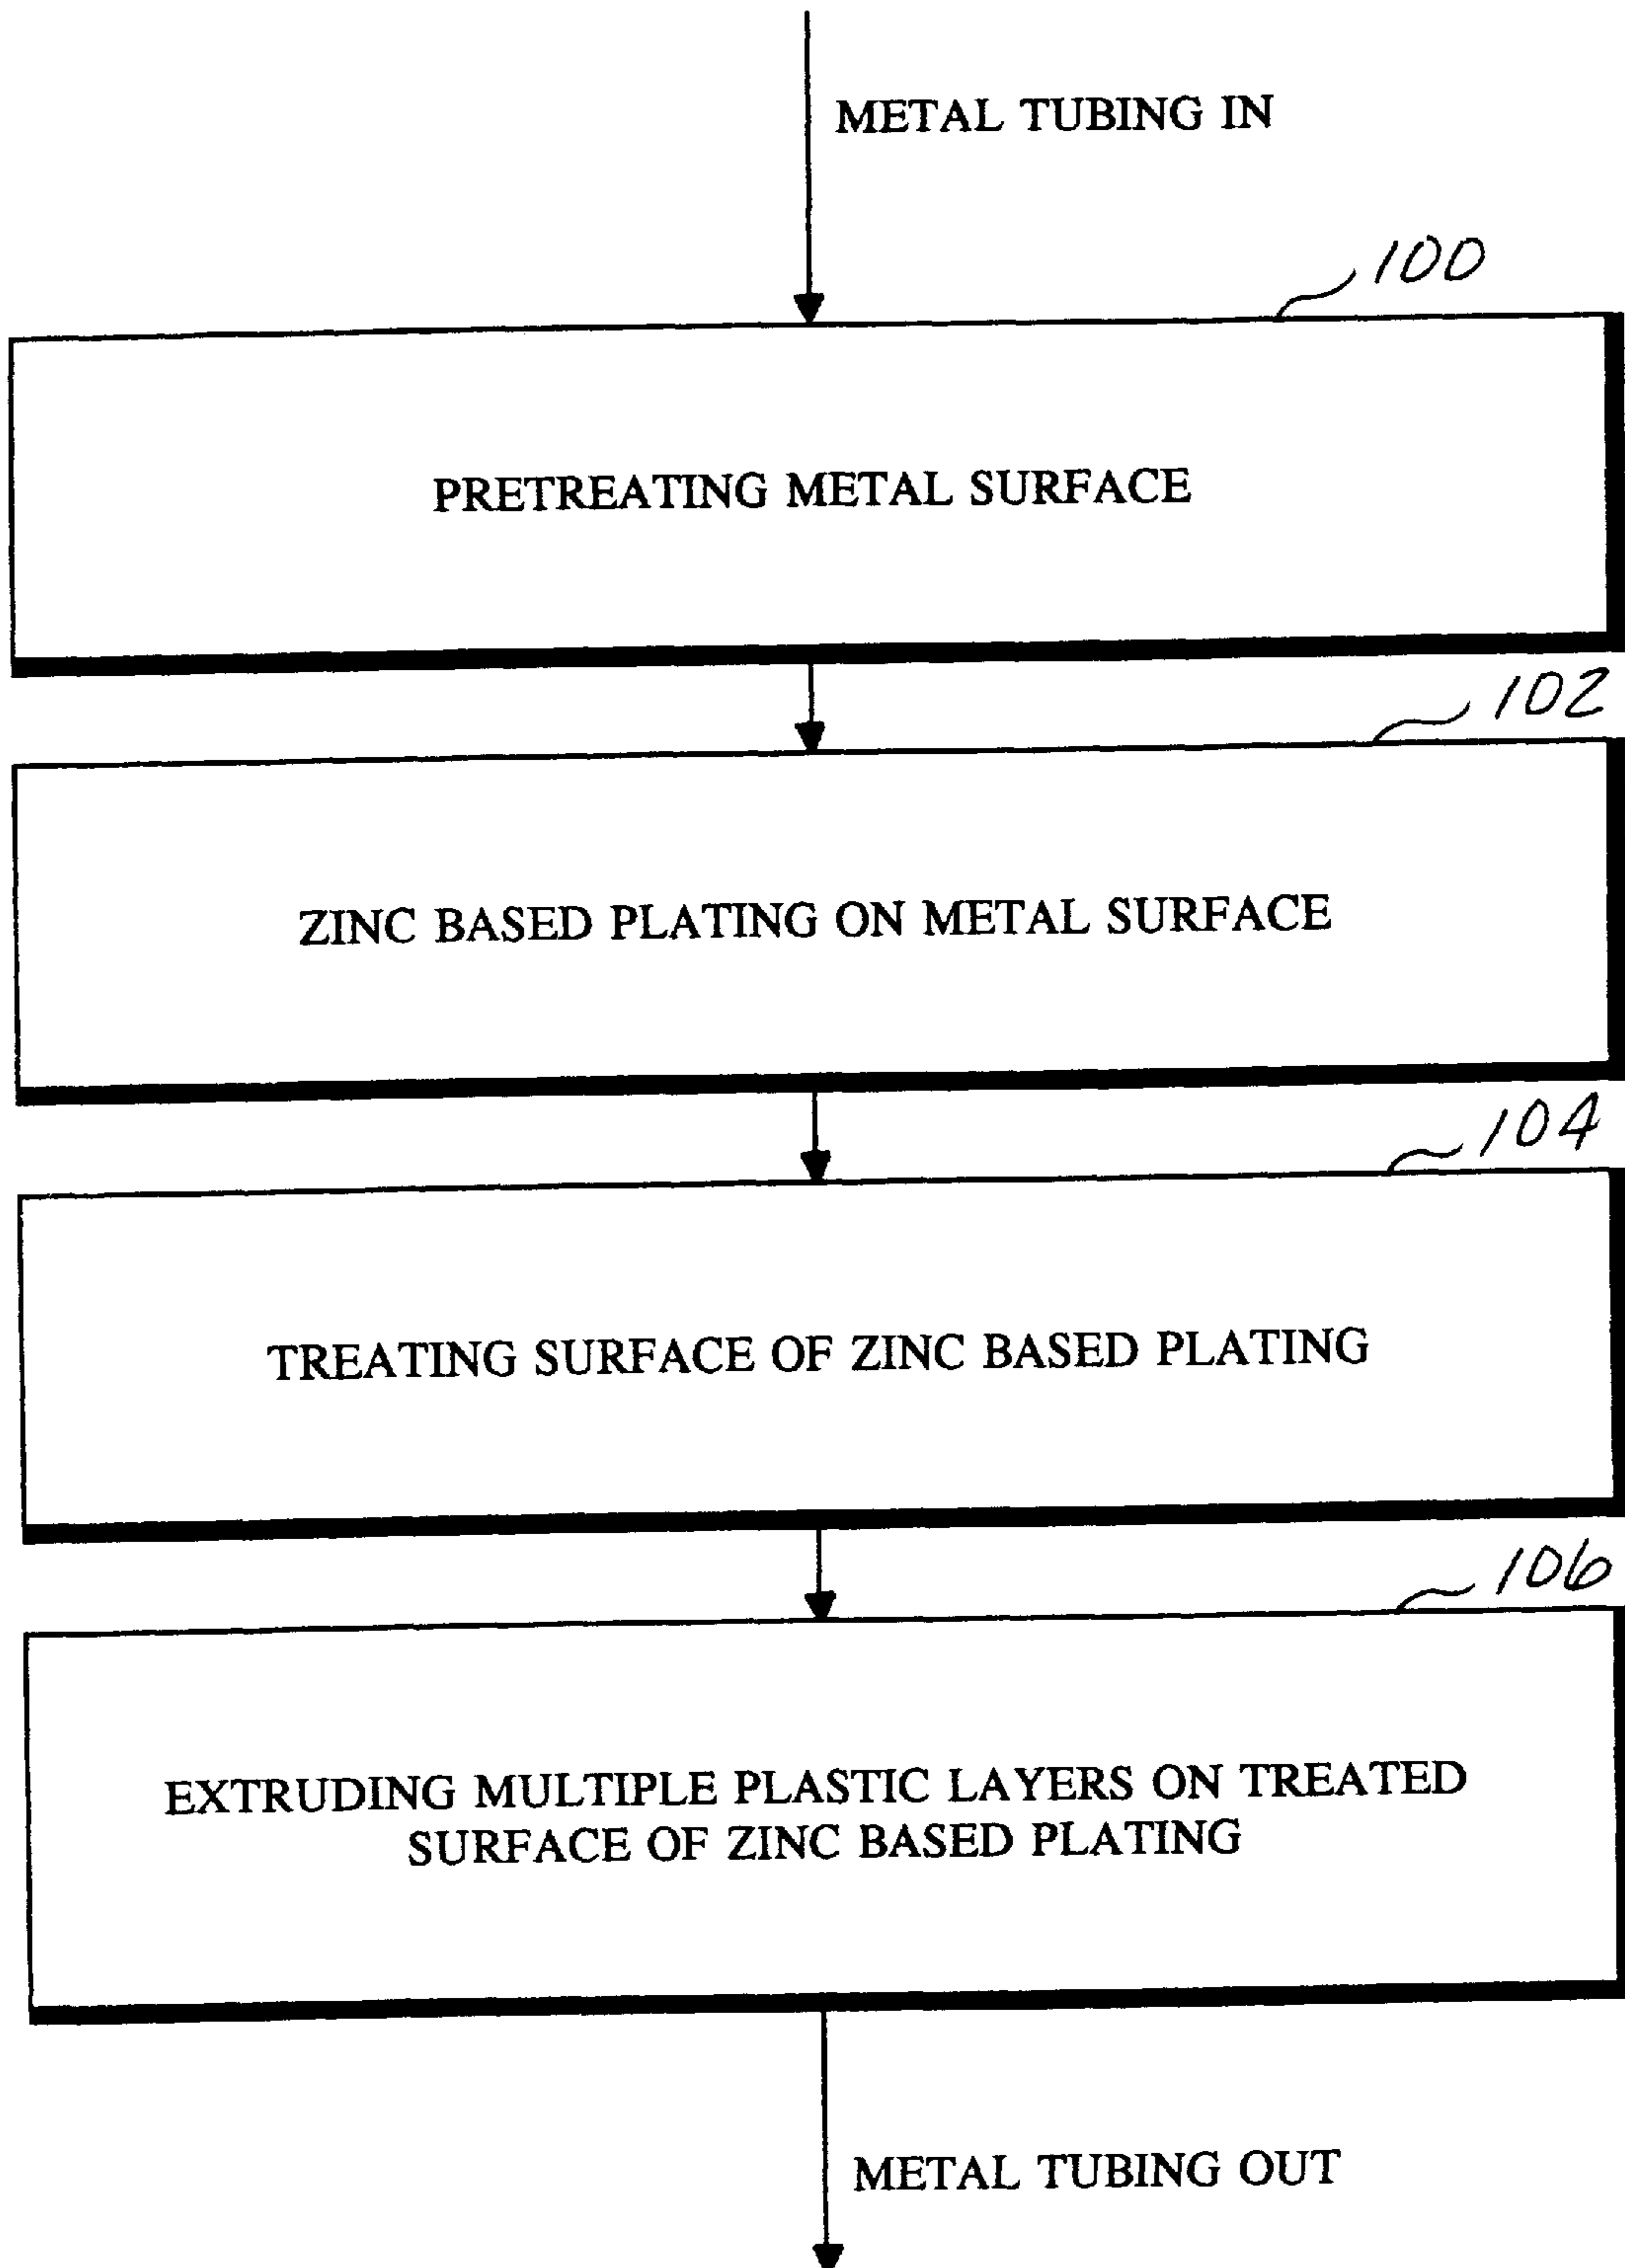 METAL TUBING IN
100
PRETREATING METAL SURFACE
102
ZINC BASED PLATING ON METAL SURFACE
104
TREATING SURFACE OF ZINC BASED PLATING
106
EXTRUDING MULTIPLE PLASTIC LAYERS ON TREATED
SURFACE OF ZINC BASED PLATING
METAL TUBING OUT